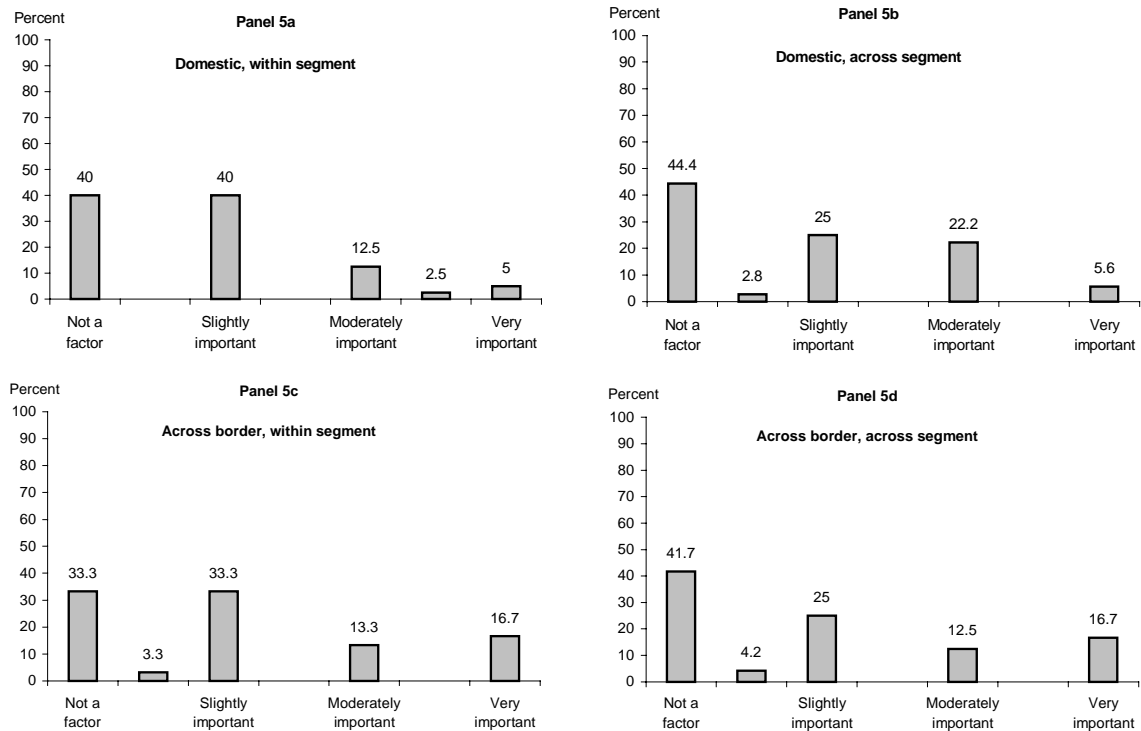 Percent
Panel 5a
Domestic, within segment
100
90
80
70
60
50
40
30
20
10
0
40
40
12.5
2.5
5
Not a factor
Slightly important
Moderately important
Very important
Percent
Panel 5b
Domestic, across segment
100
90
80
70
60
50
40
30
20
10
0
44.4
2.8
25
22.2
5.6
Not a factor
Slightly important
Moderately important
Very important
Percent
Panel 5c
Across border, within segment
100
90
80
70
60
50
40
30
20
10
0
33.3
3.3
33.3
13.3
16.7
Not a factor
Slightly important
Moderately important
Very important
Percent
Panel 5d
Across border, across segment
100
90
80
70
60
50
40
30
20
10
0
41.7
4.2
25
12.5
16.7
Not a factor
Slightly important
Moderately important
Very important